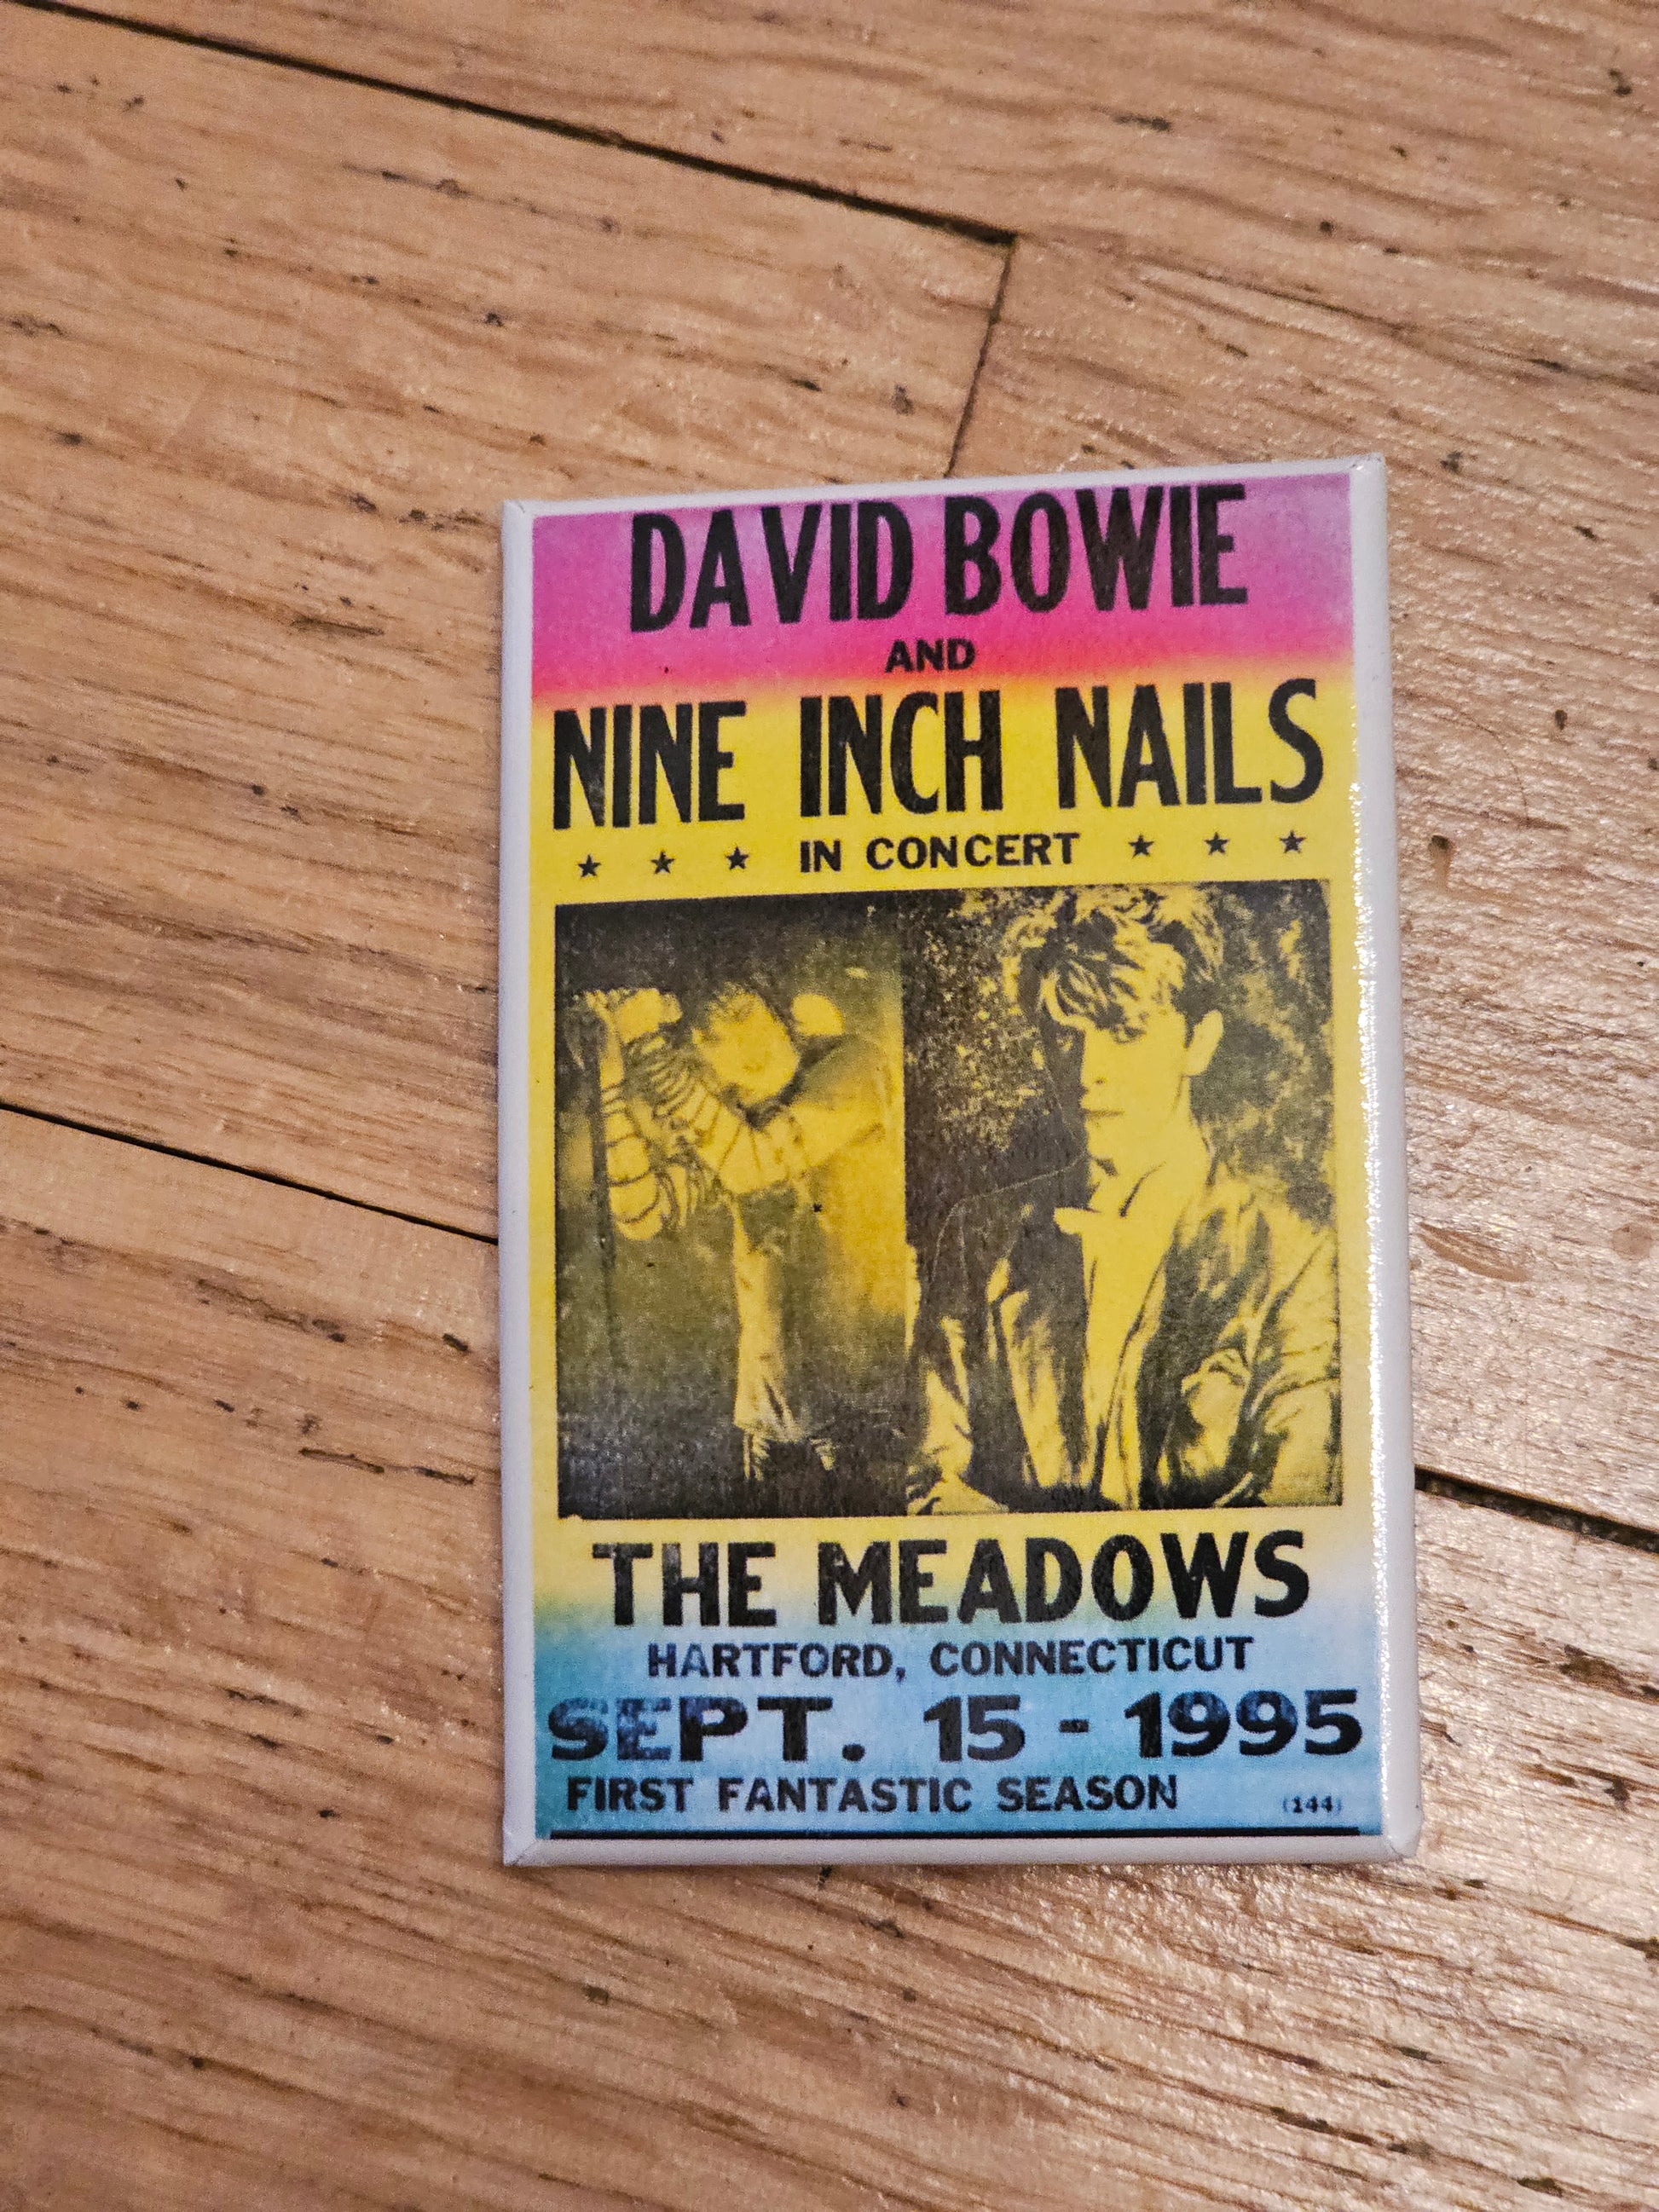 DAVID BOWIE
AND
NINE INCH NAILS
★ ★ ★ IN CONCERT ★ ★ ★
THE MEADOWS
HARTFORD, CONNECTICUT
SEPT. 15 - 1995
FIRST FANTASTIC SEASON (144)